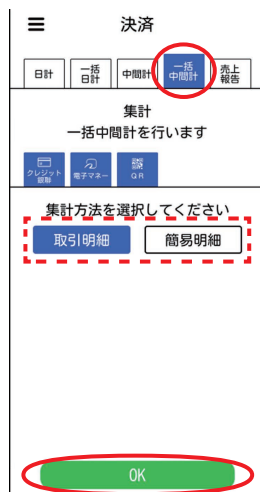 決済
日計
一括
日計
中間計
一括
中間計
売上
報告
集計
一括中間計を行います
クレジット
銀聯
電子マネー
QR
集計方法を選択してください
取引明細
簡易明細
OK